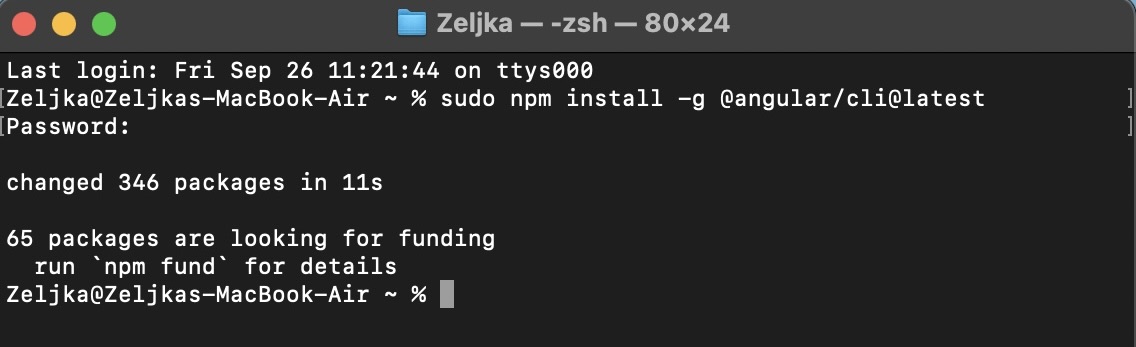 Zeljka — -zsh — 80×24
Last login: Fri Sep 26 11:21:44 on ttys000
[Zeljka@Zeljkas-MacBook-Air ~ % sudo npm install -g @angular/cli@latest ]
[Password: ]
changed 346 packages in 11s
65 packages are looking for funding
  run `npm fund` for details
Zeljka@Zeljkas-MacBook-Air ~ %